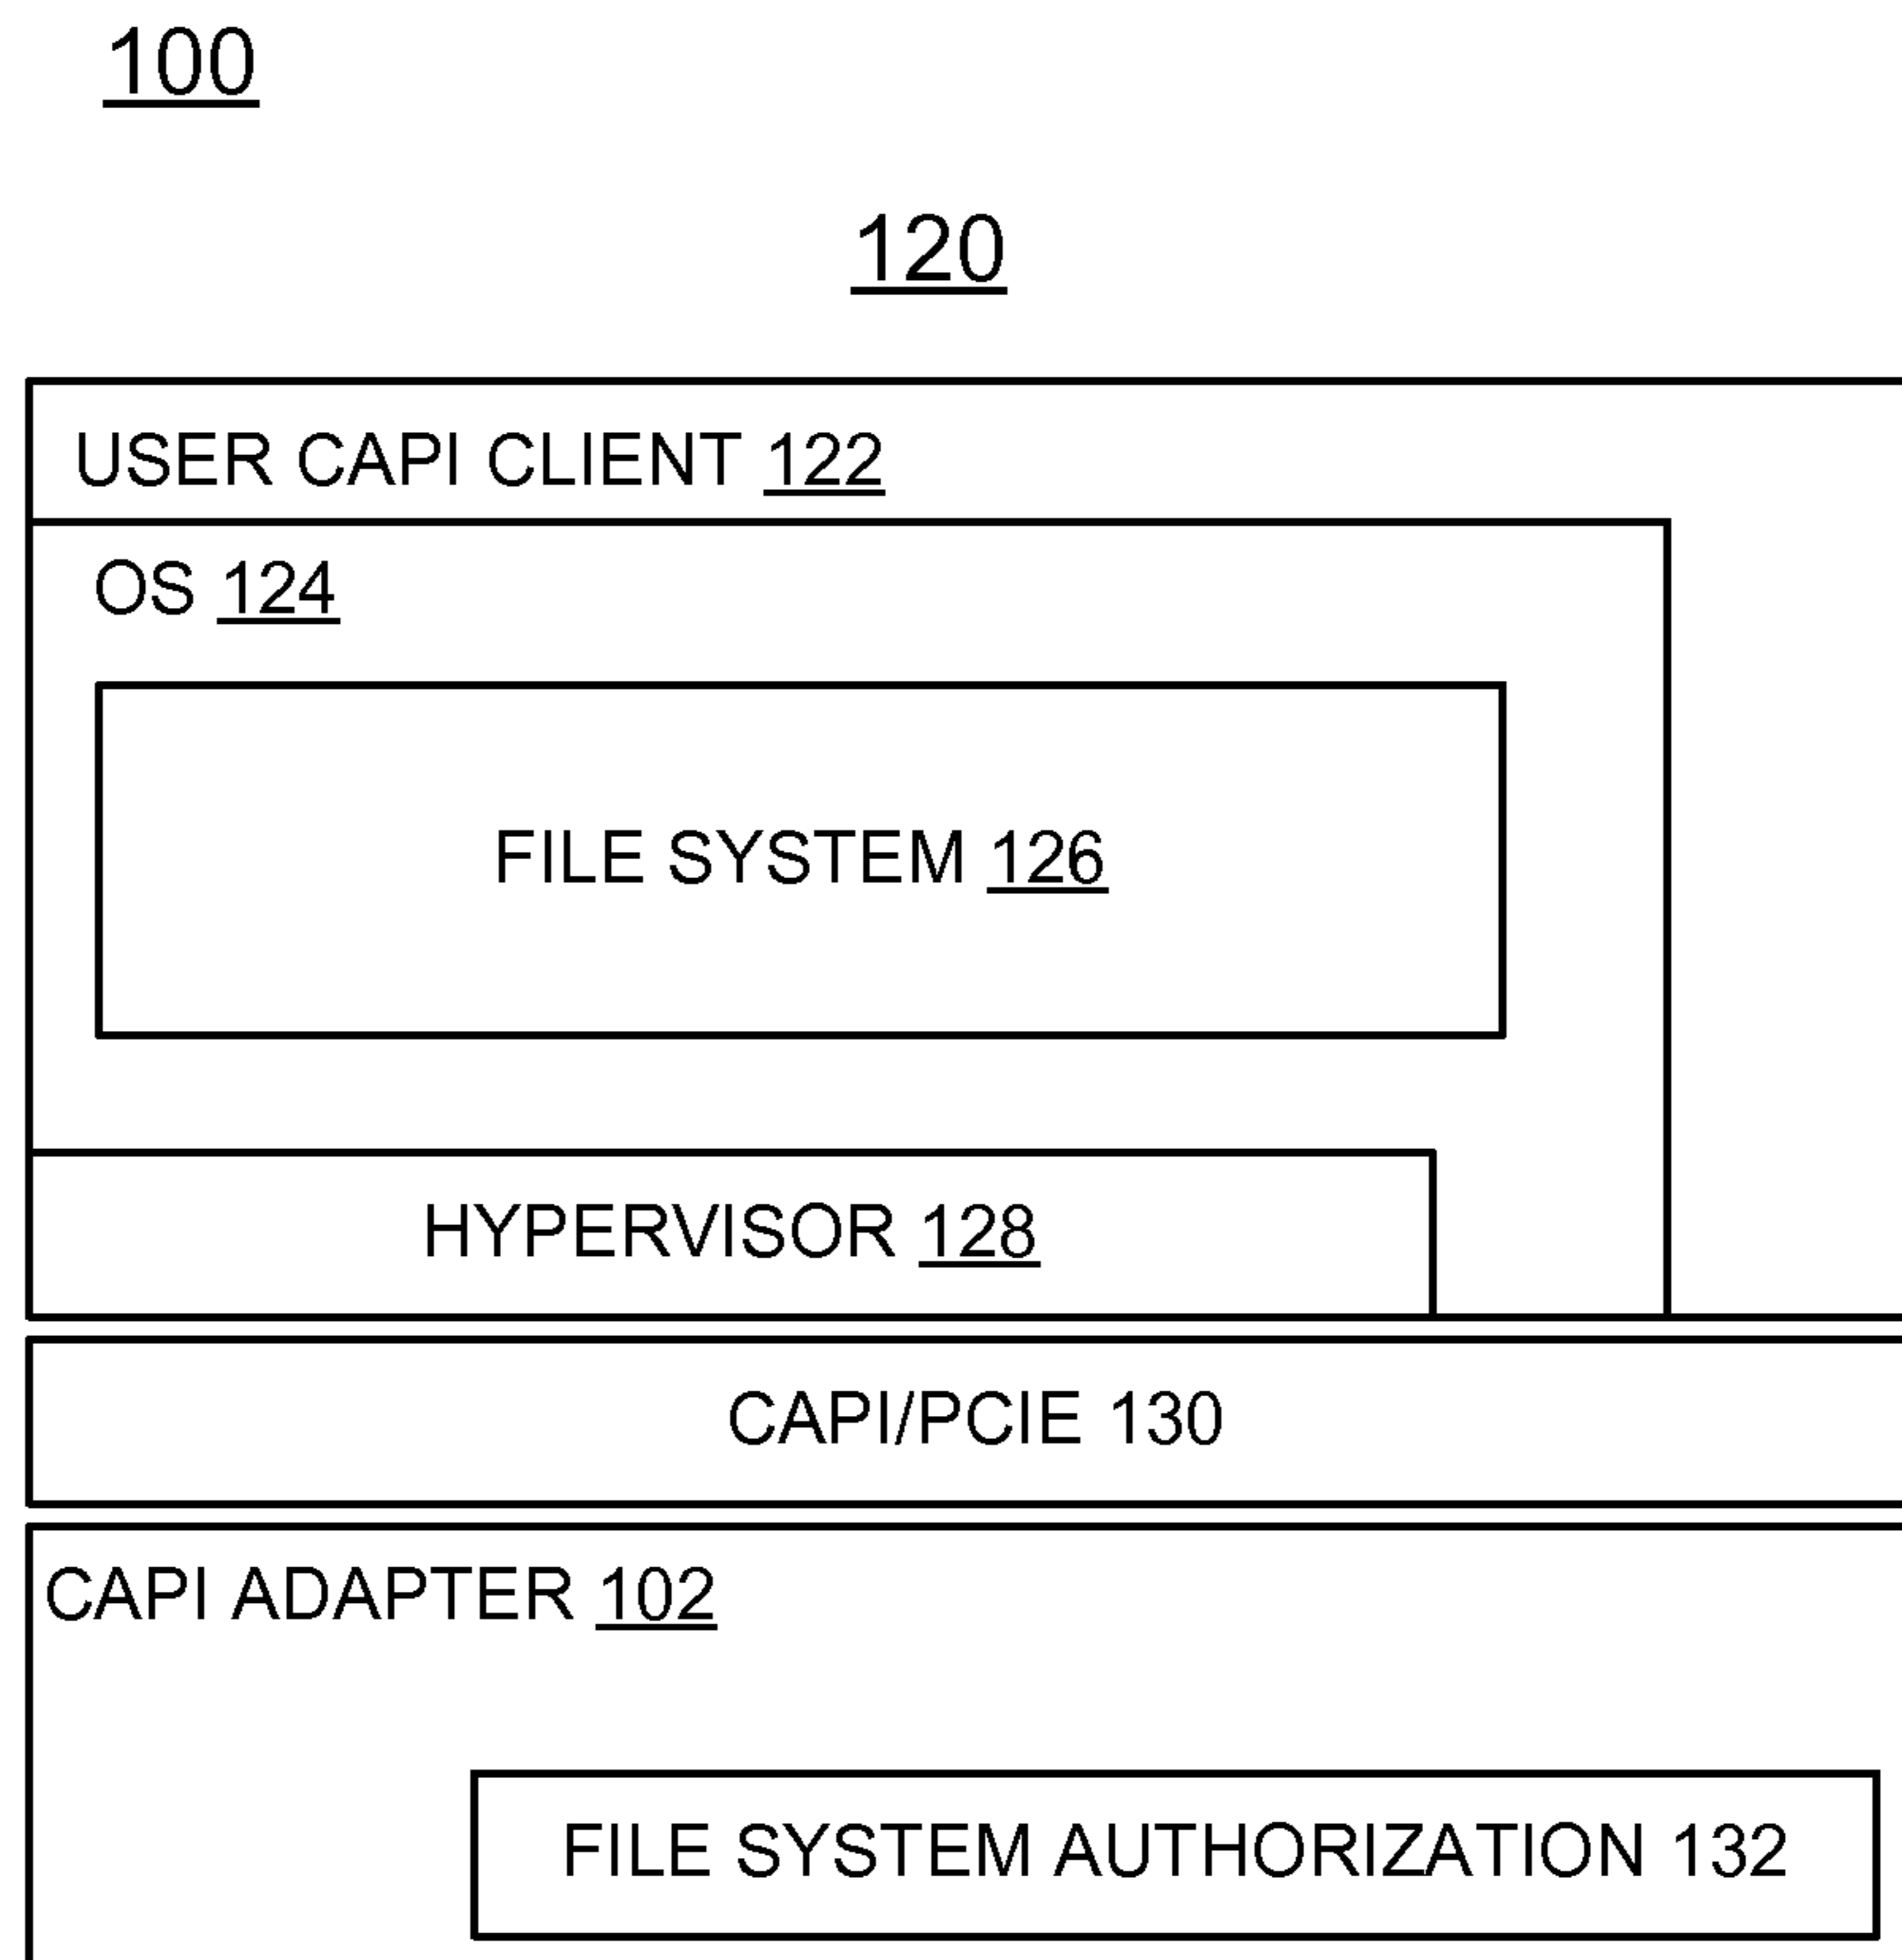 100
120
USER CAPI CLIENT 122
OS 124
FILE SYSTEM 126
HYPERVISOR 128
CAPI/PCIE 130
CAPI ADAPTER 102
FILE SYSTEM AUTHORIZATION 132